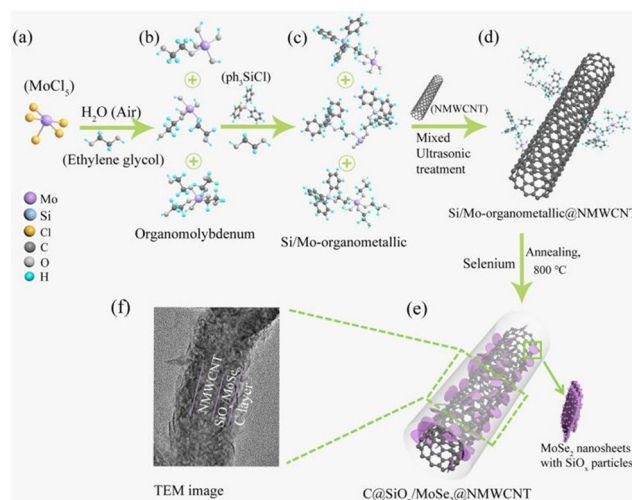 (a)
(b)
(c)
(d)
(MoCl5)
H2O (Air)
(Ethylene glycol)
(ph3SiCl)
(NMWCNT)
Mixed
Ultrasonic
treatment
Mo
Si
Cl
C
O
H
Organomolybdenum
Si/Mo-organometallic
Si/Mo-organometallic@NMWCNT
Selenium
Annealing,
800 °C
(f)
(e)
NMWCNT
SiOx/MoSe2
C layer
MoSe2 nanosheets
with SiOx particles
TEM image
C@SiOx/MoSe2@NMWCNT